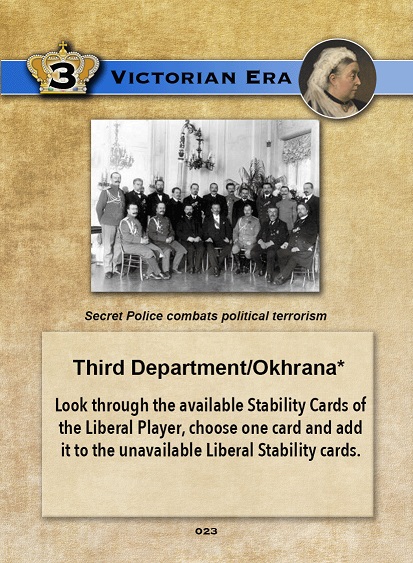 3
VICTORIAN ERA
Secret Police combats political terrorism
Third Department/Okhrana*
Look through the available Stability Cards of
the Liberal Player, choose one card and add
it to the unavailable Liberal Stability cards.
023